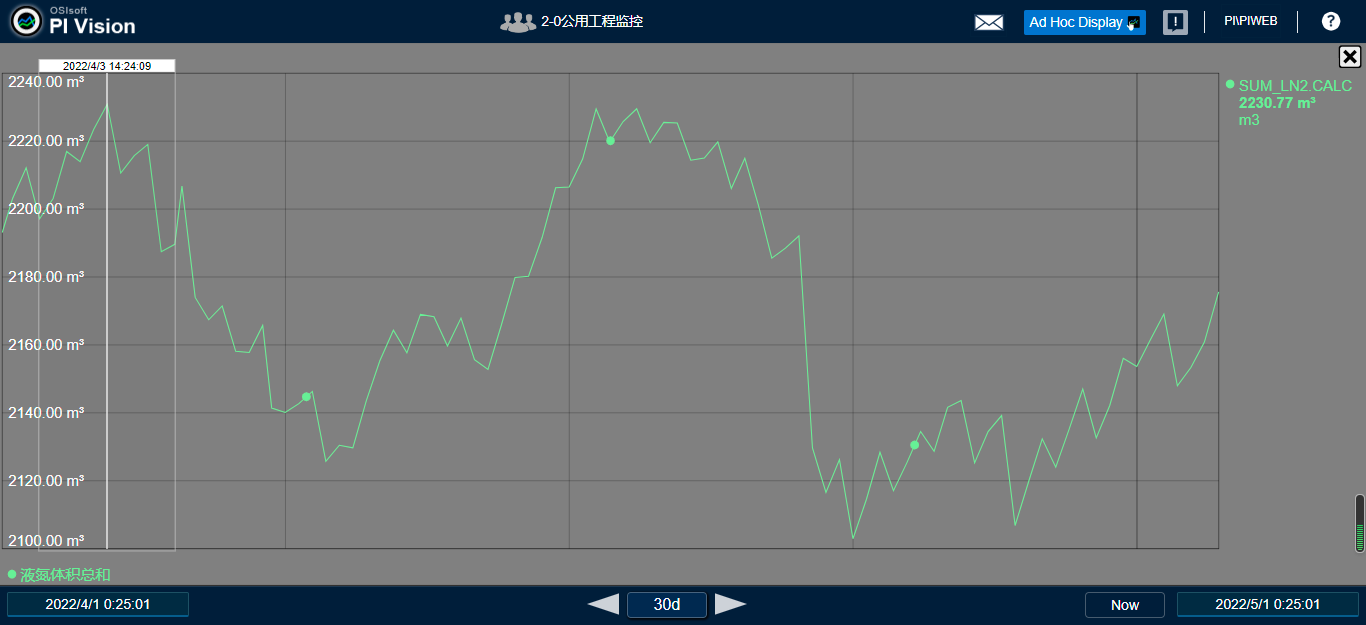 OSIsoft
PI Vision
2-0公用工程监控
Ad Hoc Display
PI\PIWEB
?
2022/4/3 14:24:09
2240.00 m³
2220.00 m³
2200.00 m³
2180.00 m³
2160.00 m³
2140.00 m³
2120.00 m³
2100.00 m³
SUM_LN2.CALC
2230.77 m³
m3
液氮体积总和
2022/4/1 0:25:01
30d
Now
2022/5/1 0:25:01